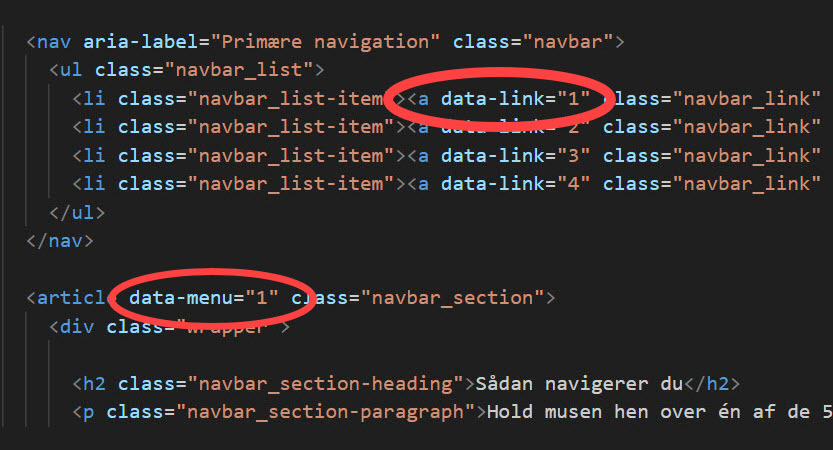 <nav aria-label="Primære navigation" class="navbar">
<ul class="navbar_list">
<li class="navbar_list-item"><a data-link="1" class="navbar_link"
<li class="navbar_list-item"><a data-link="2" class="navbar_link"
<li class="navbar_list-item"><a data-link="3" class="navbar_link"
<li class="navbar_list-item"><a data-link="4" class="navbar_link"
</ul>
</nav>
<article data-menu="1" class="navbar_section">
<div class="wrapper">
<h2 class="navbar_section-heading">Sådan navigerer du</h2>
<p class="navbar_section-paragraph">Hold musen hen over én af de 5